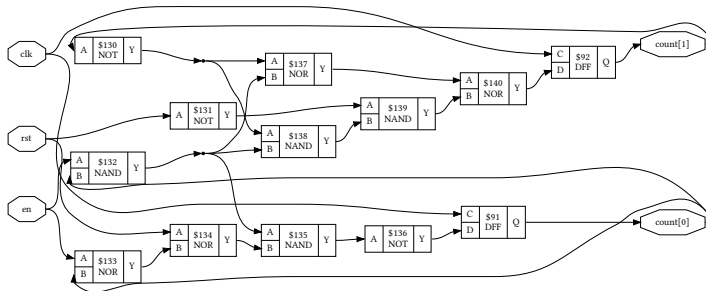 clk
rst
en
A $130 NOT Y
A $131 NOT Y
A B $132 NAND Y
A B $133 NOR Y
A B $134 NOR Y
A B $137 NOR Y
A B $138 NAND Y
A B $135 NAND Y
A B $139 NAND Y
A $136 NOT Y
A B $140 NOR Y
C D $91 DFF Q
C D $92 DFF Q
count[1]
count[0]